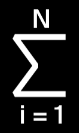 N
∑
i = 1